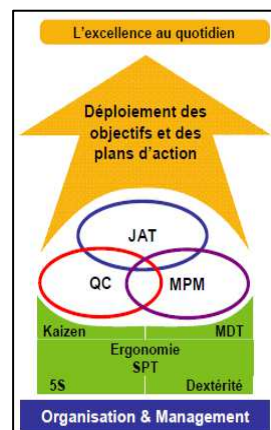 L'excellence au quotidien
Déploiement des
objectifs et des
plans d'action
JAT
QC MPM
Kaizen MDT
Ergonomie
SPT
5S Dextérité
Organisation & Management